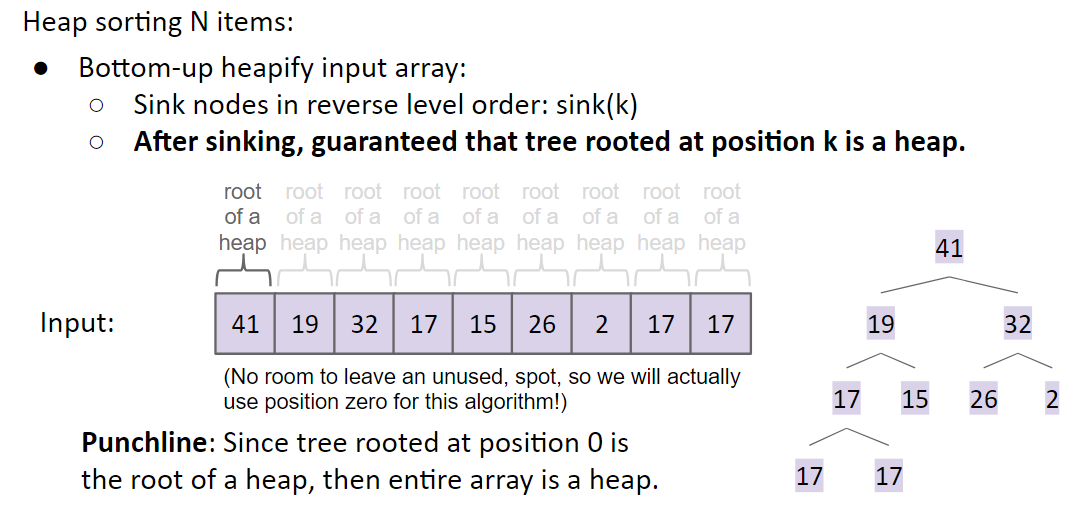 Heap sorting N items:
● Bottom-up heapify input array:
○ Sink nodes in reverse level order: sink(k)
○ After sinking, guaranteed that tree rooted at position k is a heap.
root root root root root root root root root
of a of a of a of a of a of a of a of a of a
heap heap heap heap heap heap heap heap heap
Input: 41 19 32 17 15 26 2 17 17
(No room to leave an unused, spot, so we will actually
use position zero for this algorithm!)
Punchline: Since tree rooted at position 0 is
the root of a heap, then entire array is a heap.
41
19 32
17 15 26 2
17 17